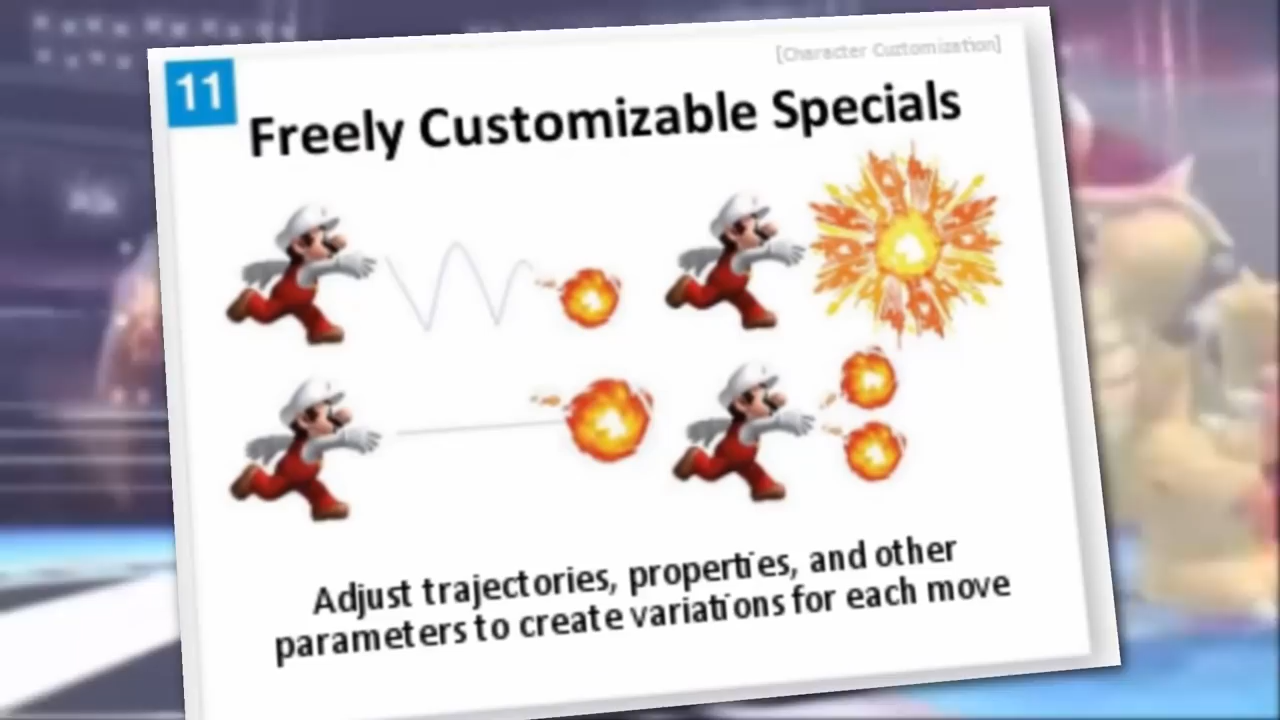 [Character Customization]
11
Freely Customizable Specials
Adjust trajectories, properties, and other
parameters to create variations for each move